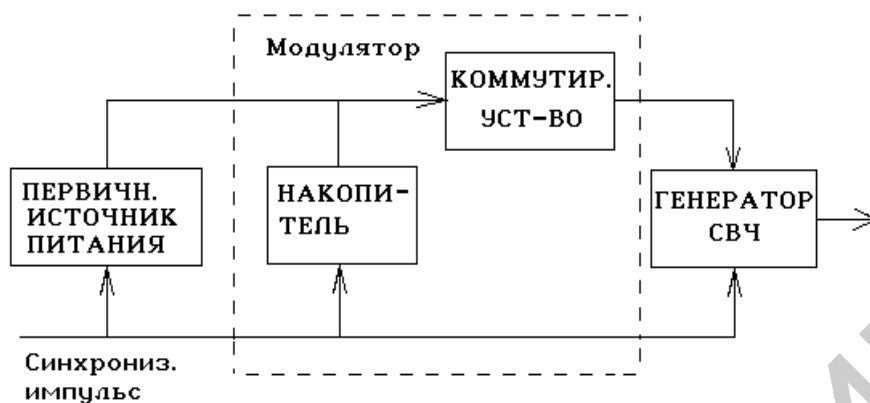 Модулятор
КОММУТИР.
УСТ-ВО
ПЕРВИЧН.
ИСТОЧНИК
ПИТАНИЯ
НАКОПИ-
ТЕЛЬ
ГЕНЕРАТОР
СВЧ
Синхрониз.
импульс